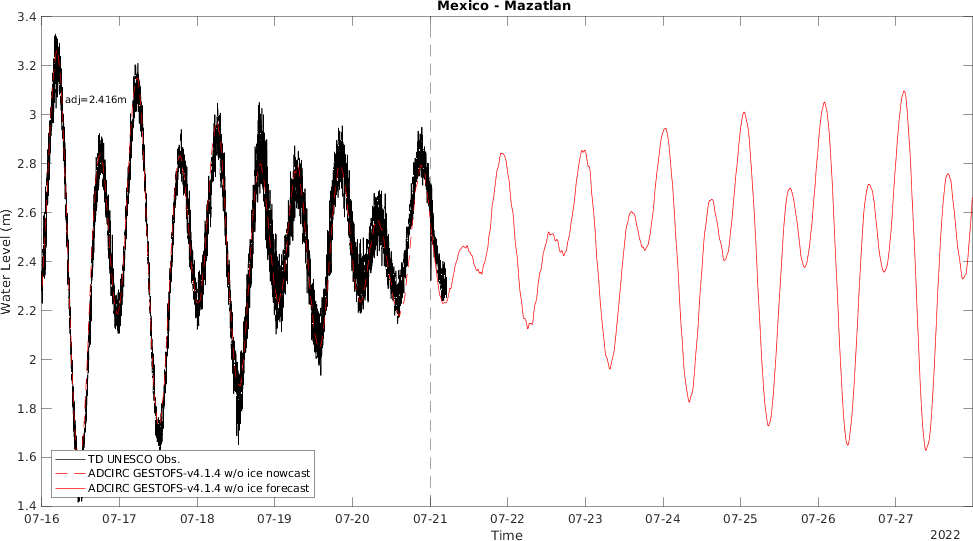 Mexico - Mazatlan
3.4
3.2
3
2.8
2.6
2.4
2.2
2
1.8
1.6
1.4
Water Level (m)
adj=2.416m
TD UNESCO Obs.
ADCIRC GESTOFS-v4.1.4 w/o ice nowcast
ADCIRC GESTOFS-v4.1.4 w/o ice forecast
07-16 07-17 07-18 07-19 07-20 07-21 07-22 07-23 07-24 07-25 07-26 07-27
Time
2022